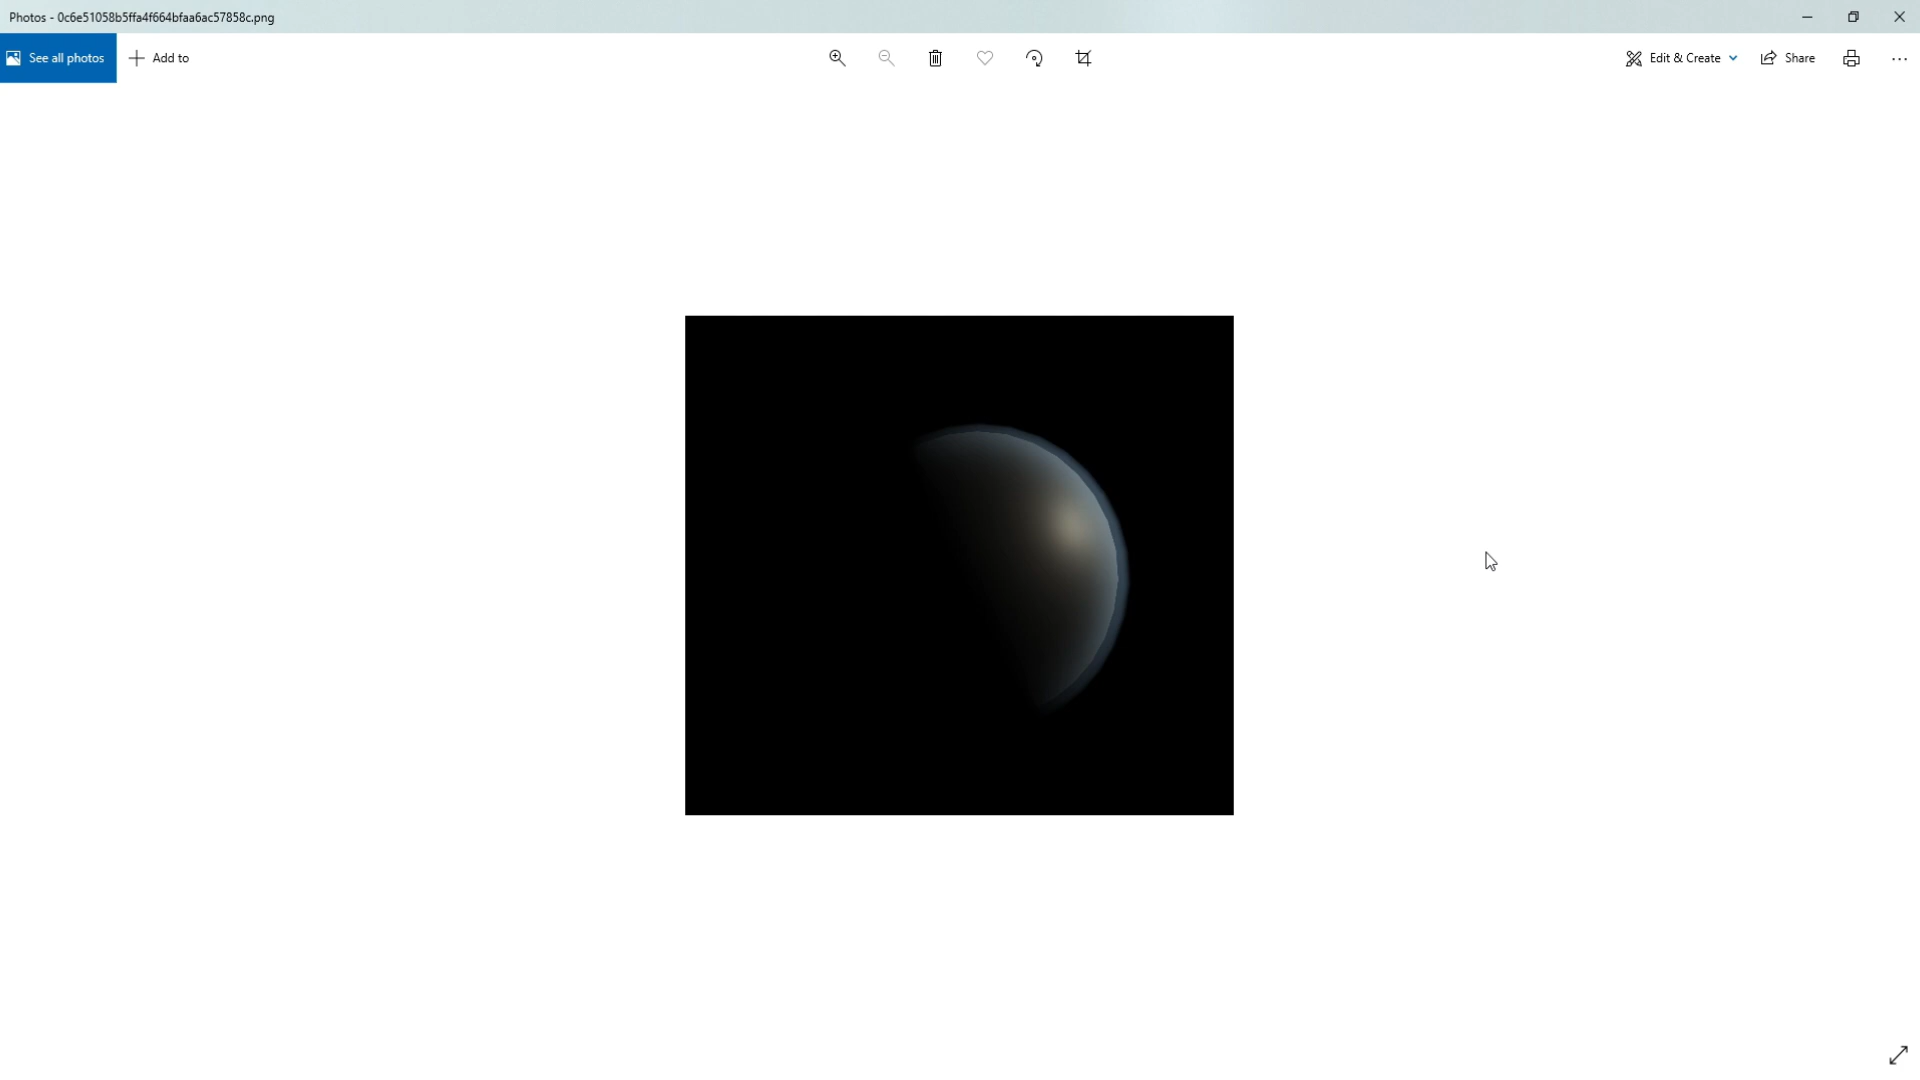 Photos - 0c6e51058b5ffa4f664bfaa6ac57858c.png
See all photos
Add to
Edit & Create
Share